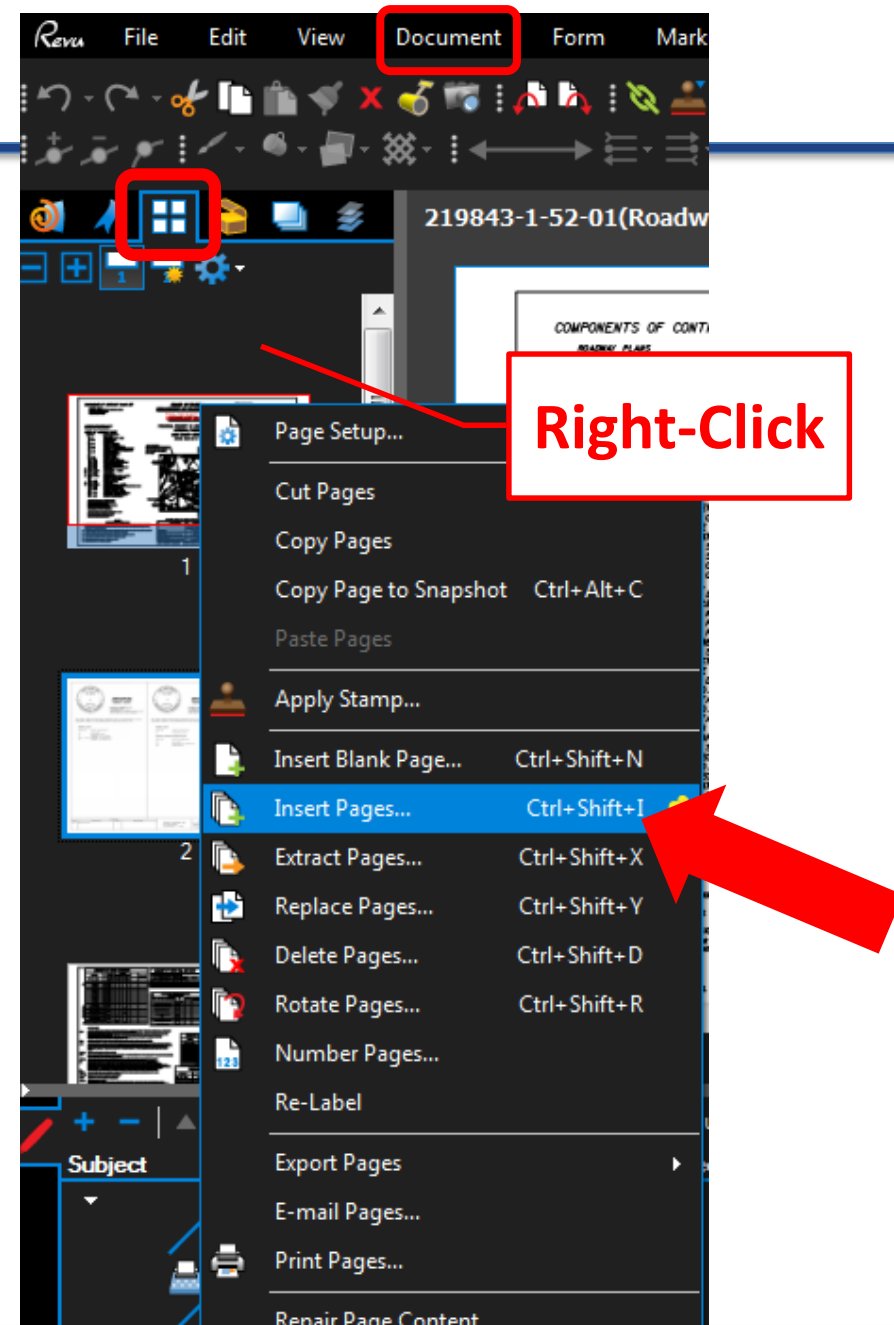 Revu File Edit View Document Form Mark
219843-1-52-01(Roadw
COMPONENTS OF CONT
ROADWAY PLANS
Right-Click
Page Setup...
Cut Pages
Copy Pages
1
Copy Page to Snapshot Ctrl+Alt+C
Paste Pages
Apply Stamp...
Insert Blank Page... Ctrl+Shift+N
Insert Pages... Ctrl+Shift+I
2
Extract Pages... Ctrl+Shift+X
Replace Pages... Ctrl+Shift+Y
Delete Pages... Ctrl+Shift+D
Rotate Pages... Ctrl+Shift+R
Number Pages...
Re-Label
Subject
Export Pages
E-mail Pages...
Print Pages...
Repair Page Content